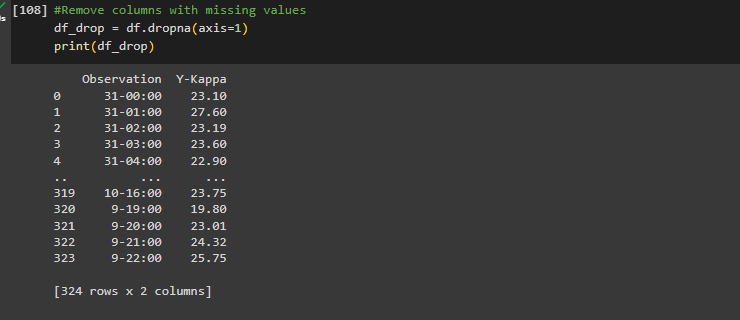 [108] #Remove columns with missing values
df_drop = df.dropna(axis=1)
print(df_drop)
Observation Y-Kappa
0 31-00:00 23.10
1 31-01:00 27.60
2 31-02:00 23.19
3 31-03:00 23.60
4 31-04:00 22.90
.. ... ...
319 10-16:00 23.75
320 9-19:00 19.80
321 9-20:00 23.01
322 9-21:00 24.32
323 9-22:00 25.75
[324 rows x 2 columns]